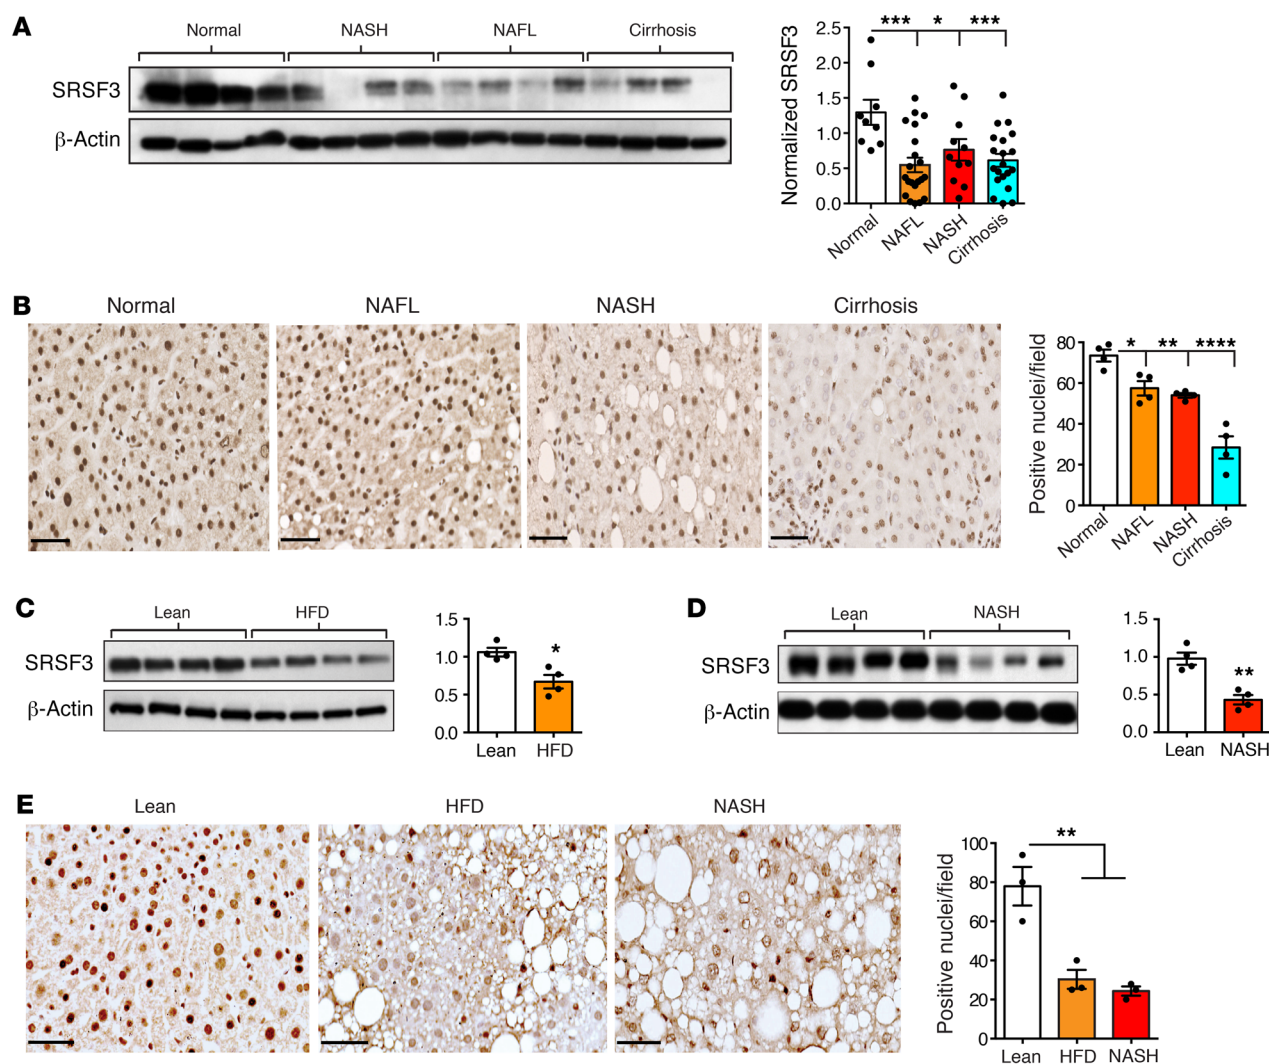 A
Normal NASH NAFL Cirrhosis
SRSF3
β-Actin
Normalized SRSF3
*** * ***
2.5
2.0
1.5
1.0
0.5
0.0
Normal NAFL NASH Cirrhosis
B
Normal NAFL NASH Cirrhosis
Positive nuclei/field
* ** ****
80
60
40
20
0
Normal NAFL NASH Cirrhosis
C
Lean HFD
SRSF3
β-Actin
1.5
1.0
0.5
0.0
*
Lean HFD
D
Lean NASH
SRSF3
β-Actin
1.5
1.0
0.5
0.0
**
Lean NASH
E
Lean HFD NASH
Positive nuclei/field
**
100
80
60
40
20
0
Lean HFD NASH